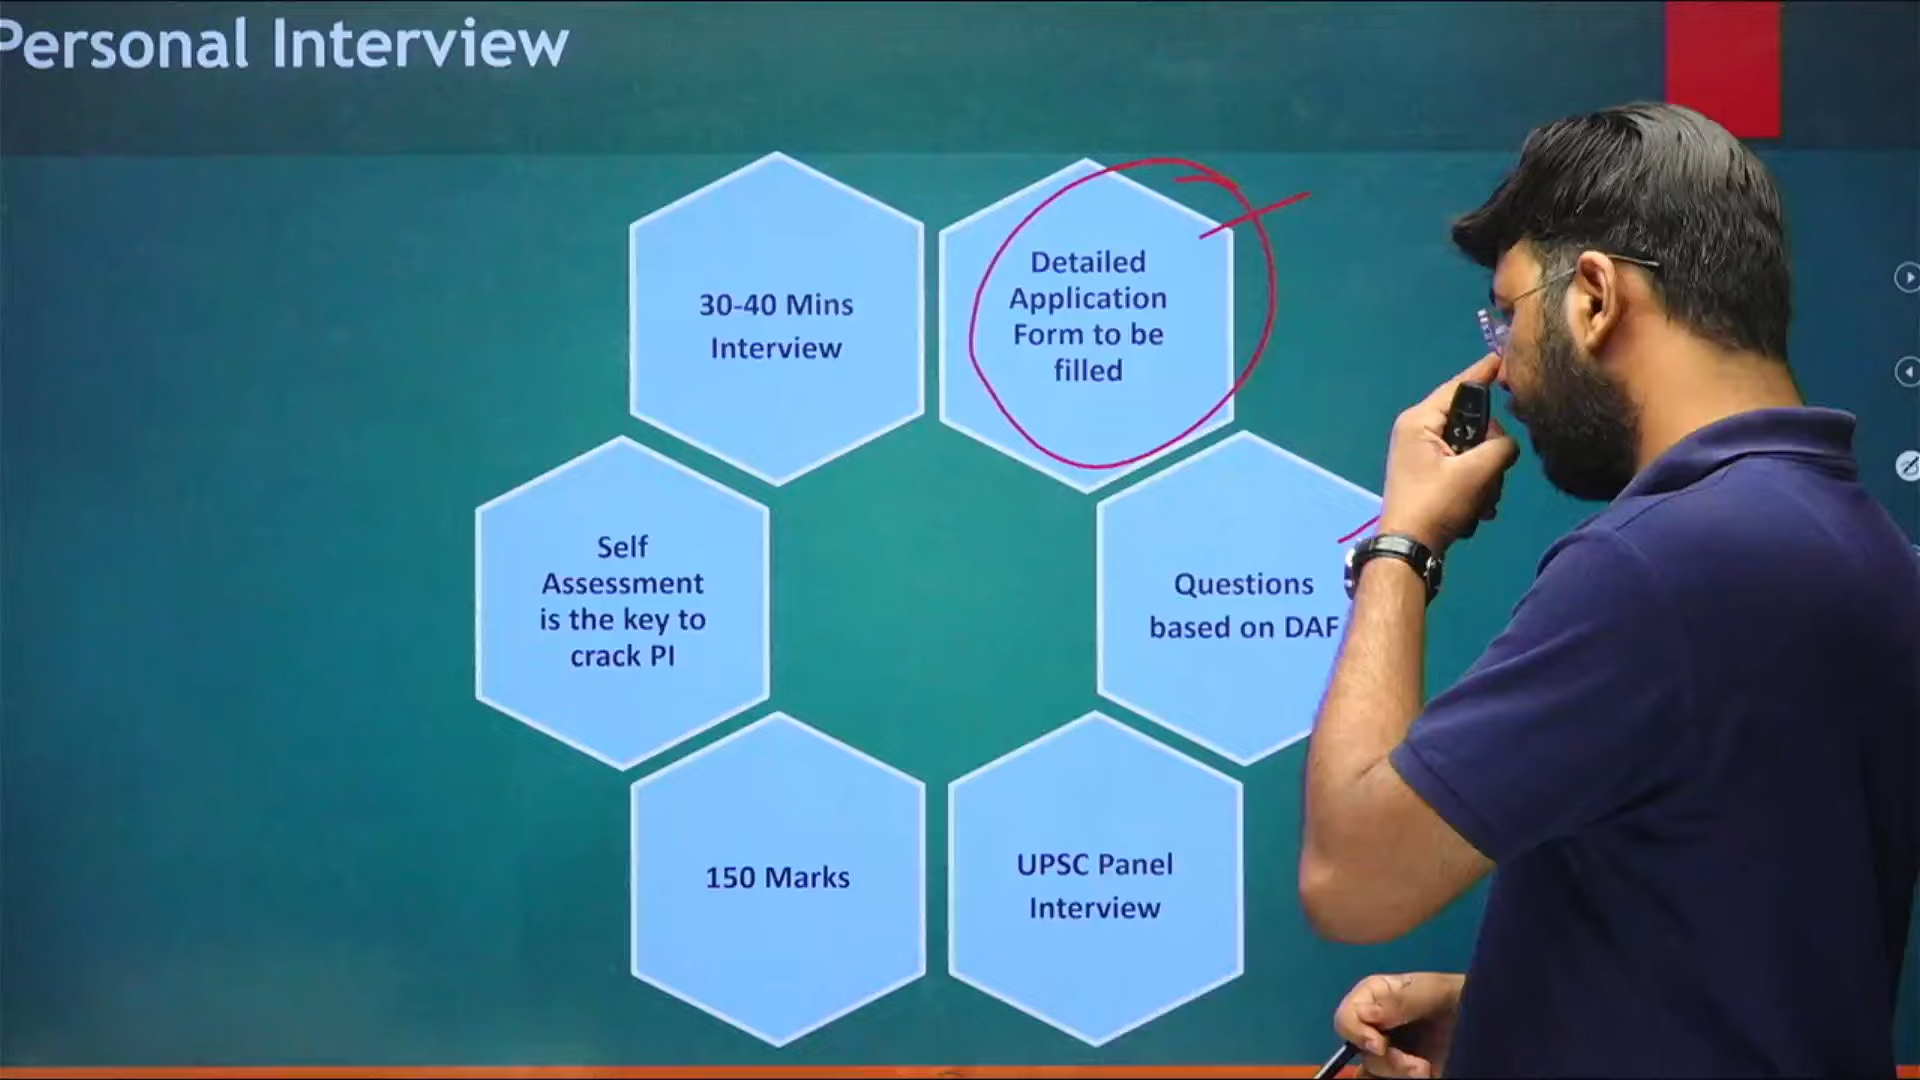 Personal Interview
30-40 Mins
Interview
Detailed
Application
Form to be
filled
Self
Assessment
is the key to
crack PI
Questions
based on DAF
150 Marks
UPSC Panel
Interview